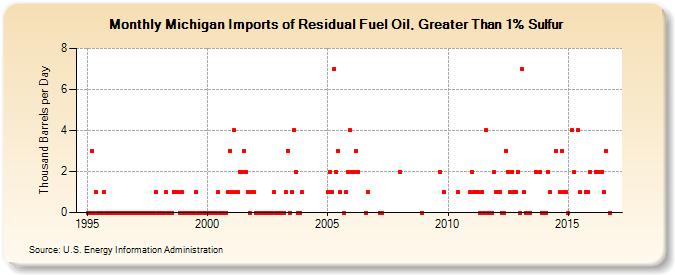 Monthly Michigan Imports of Residual Fuel Oil, Greater Than 1% Sulfur
Thousand Barrels per Day
8
6
4
2
0
1995 2000 2005 2010 2015
Source: U.S. Energy Information Administration